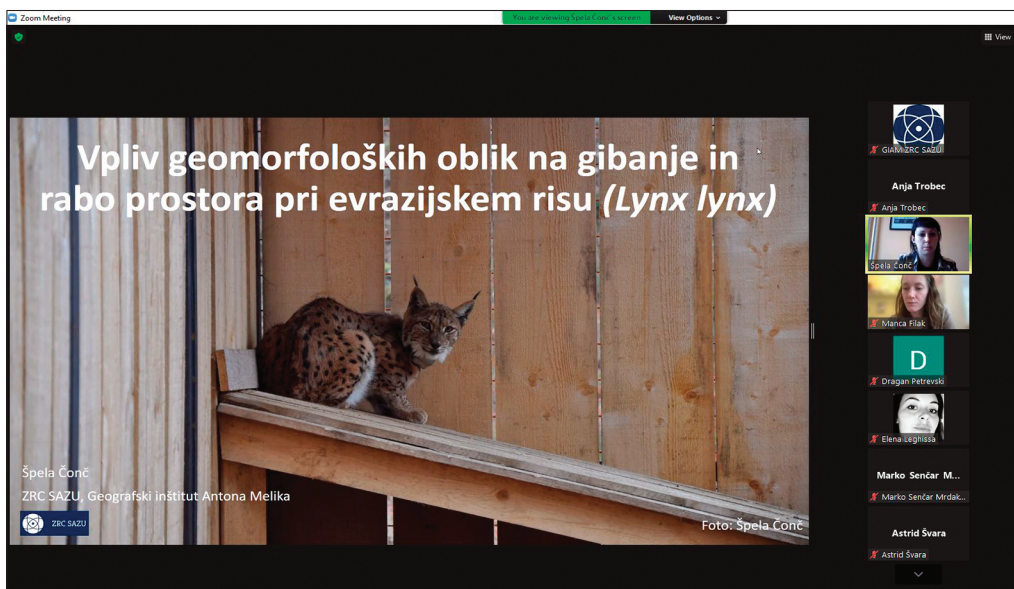 Zoom Meeting
You are viewing Špela Čonč's screen
View Options
View
Vpliv geomorfoloških oblik na gibanje in
rabo prostora pri evrazijskem risu (Lynx lynx)
Špela Čonč
ZRC SAZU, Geografski inštitut Antona Melika
ZRC SAZU
Foto: Špela Čonč
GIAM ZRC SAZU
Anja Trobec
Anja Trobec
Špela Čonč
Manca Filak
D
Dragan Petrevski
Elena Leghissa
Marko Senčar M...
Marko Senčar Mrdak...
Astrid Švara
Astrid Švara